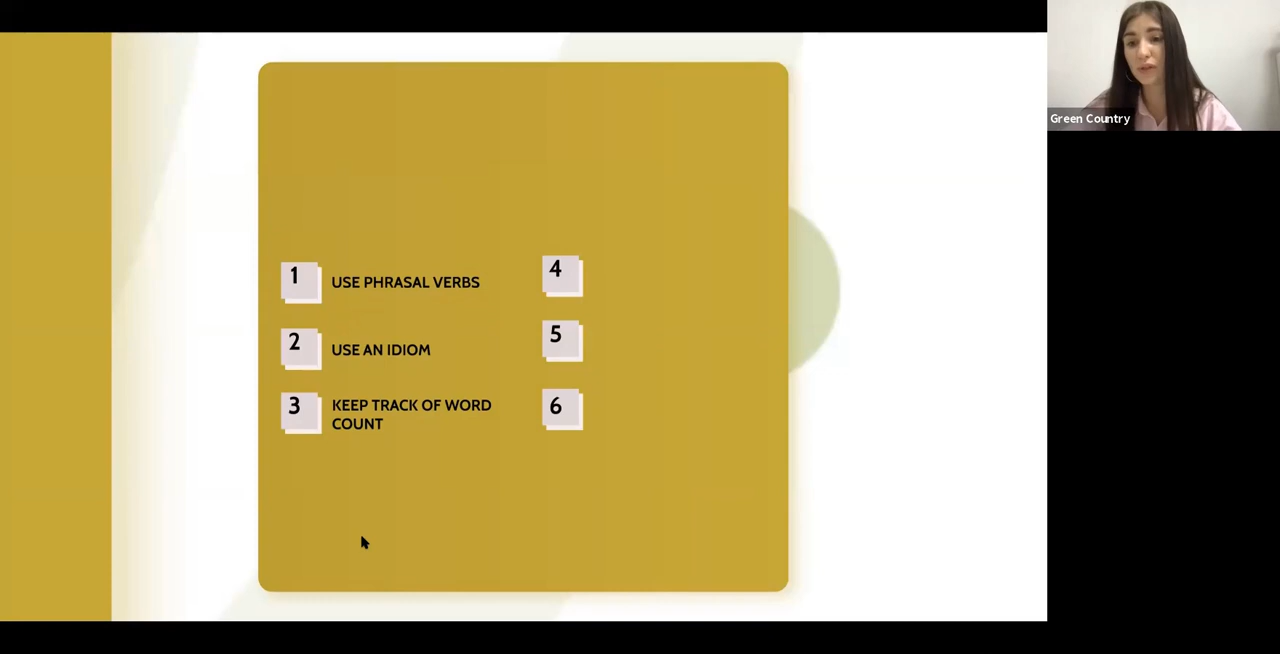 1
USE PHRASAL VERBS
2
USE AN IDIOM
3
KEEP TRACK OF WORD
COUNT
4
5
6
Green Country